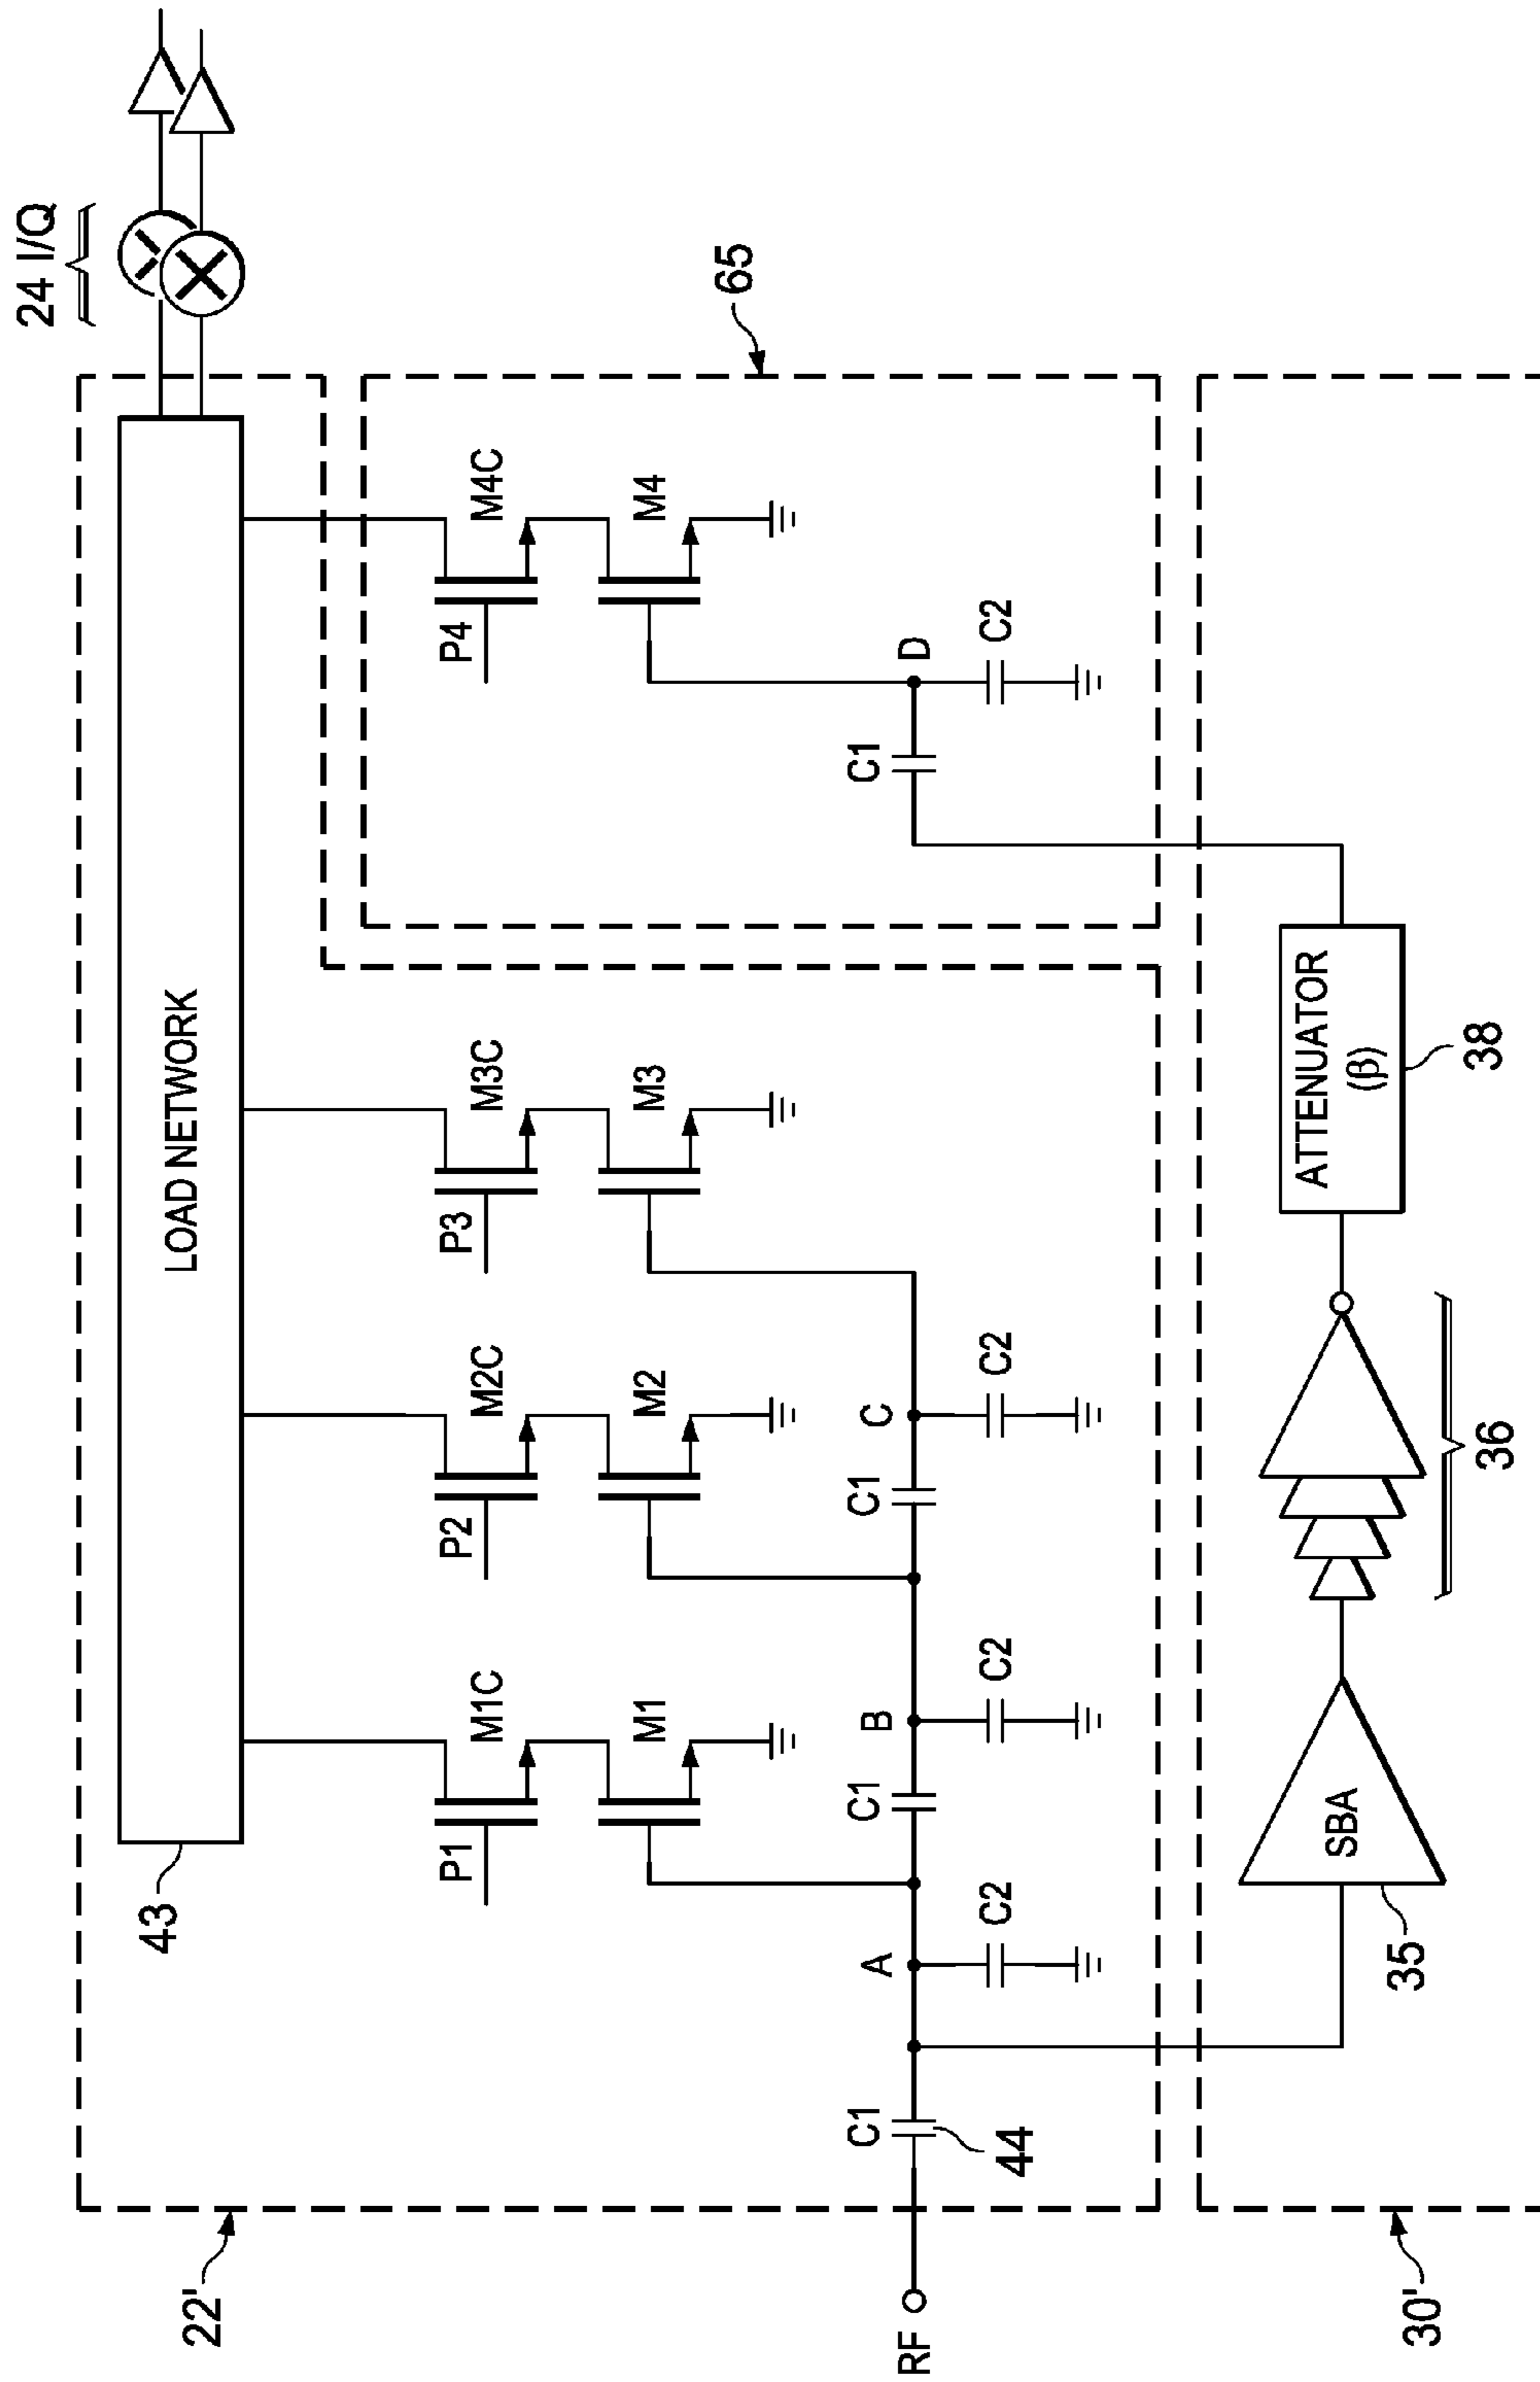 24 I/Q
43
LOAD NETWORK
22'
65
P1
M1C
M1
P2
M2C
M2
P3
M3C
M3
P4
M4C
M4
RF
C1
44
A
C2
C1
B
C2
C1
C
C2
C1
D
C2
30'
SBA
35
36
ATTENUATOR
(β)
38